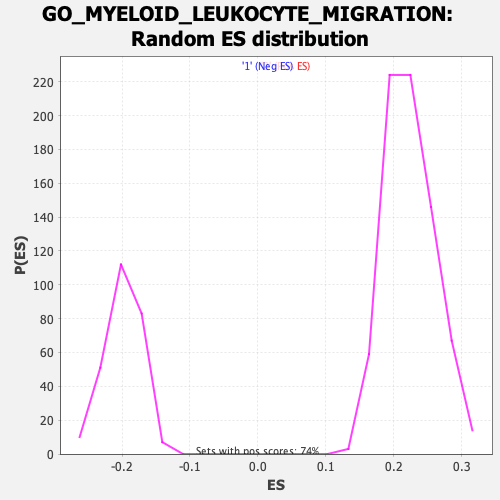 GO_MYELOID_LEUKOCYTE_MIGRATION:
Random ES distribution
'1' (Neg ES) ES)
P(ES)
220
200
180
160
140
120
100
80
60
40
20
0
Sets with pos scores: 74%
-0.2 -0.1 0.0 0.1 0.2 0.3
ES